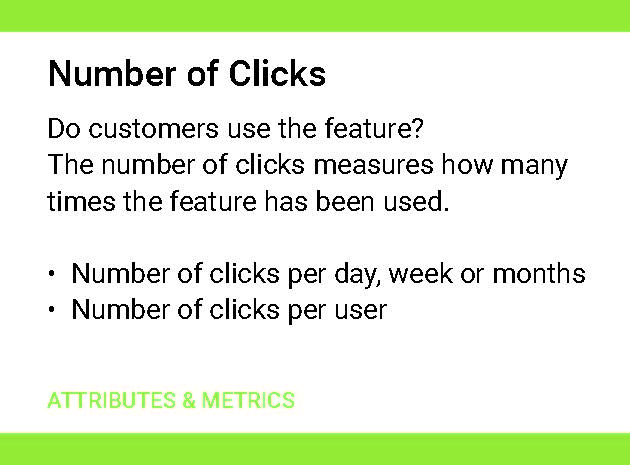 Number of Clicks
Do customers use the feature?
The number of clicks measures how many
times the feature has been used.
• Number of clicks per day, week or months
• Number of clicks per user
ATTRIBUTES & METRICS